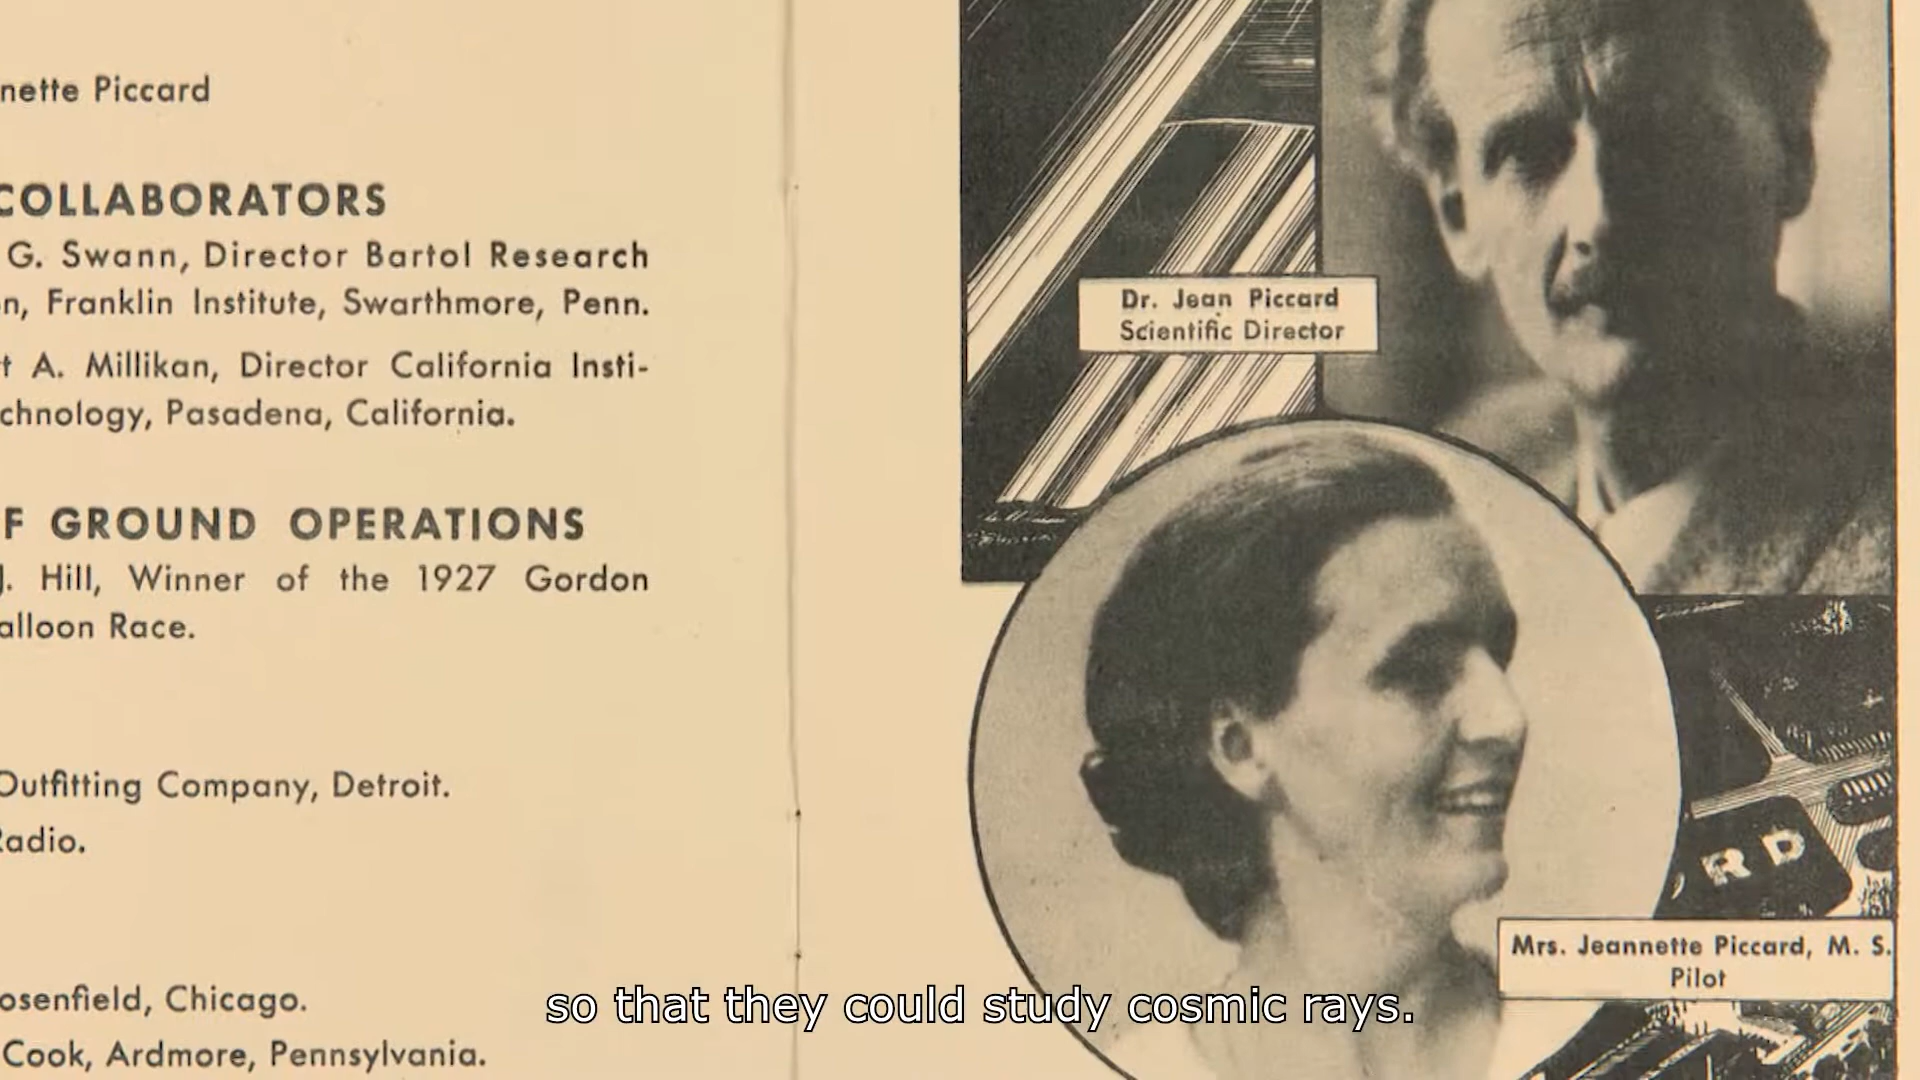 nette Piccard
COLLABORATORS
G. Swann, Director Bartol Research
n, Franklin Institute, Swarthmore, Penn.
t A. Millikan, Director California Insti-
chnology, Pasadena, California.
F GROUND OPERATIONS
J. Hill, Winner of the 1927 Gordon
alloon Race.
Outfitting Company, Detroit.
Radio.
osenfield, Chicago.
Cook, Ardmore, Pennsylvania.
Dr. Jean Piccard
Scientific Director
RD
Mrs. Jeannette Piccard, M. S.
Pilot
so that they could study cosmic rays.